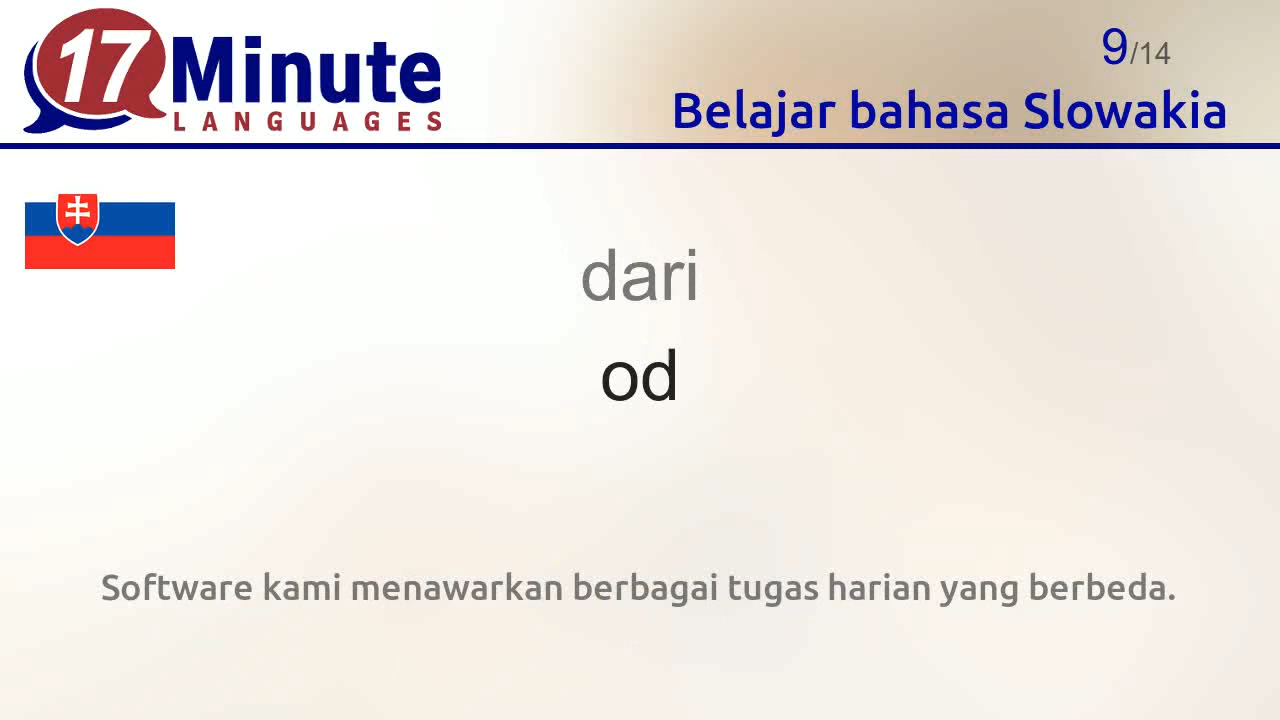 17 Minute
LANGUAGES
9/14
Belajar bahasa Slowakia
dari
od
Software kami menawarkan berbagai tugas harian yang berbeda.